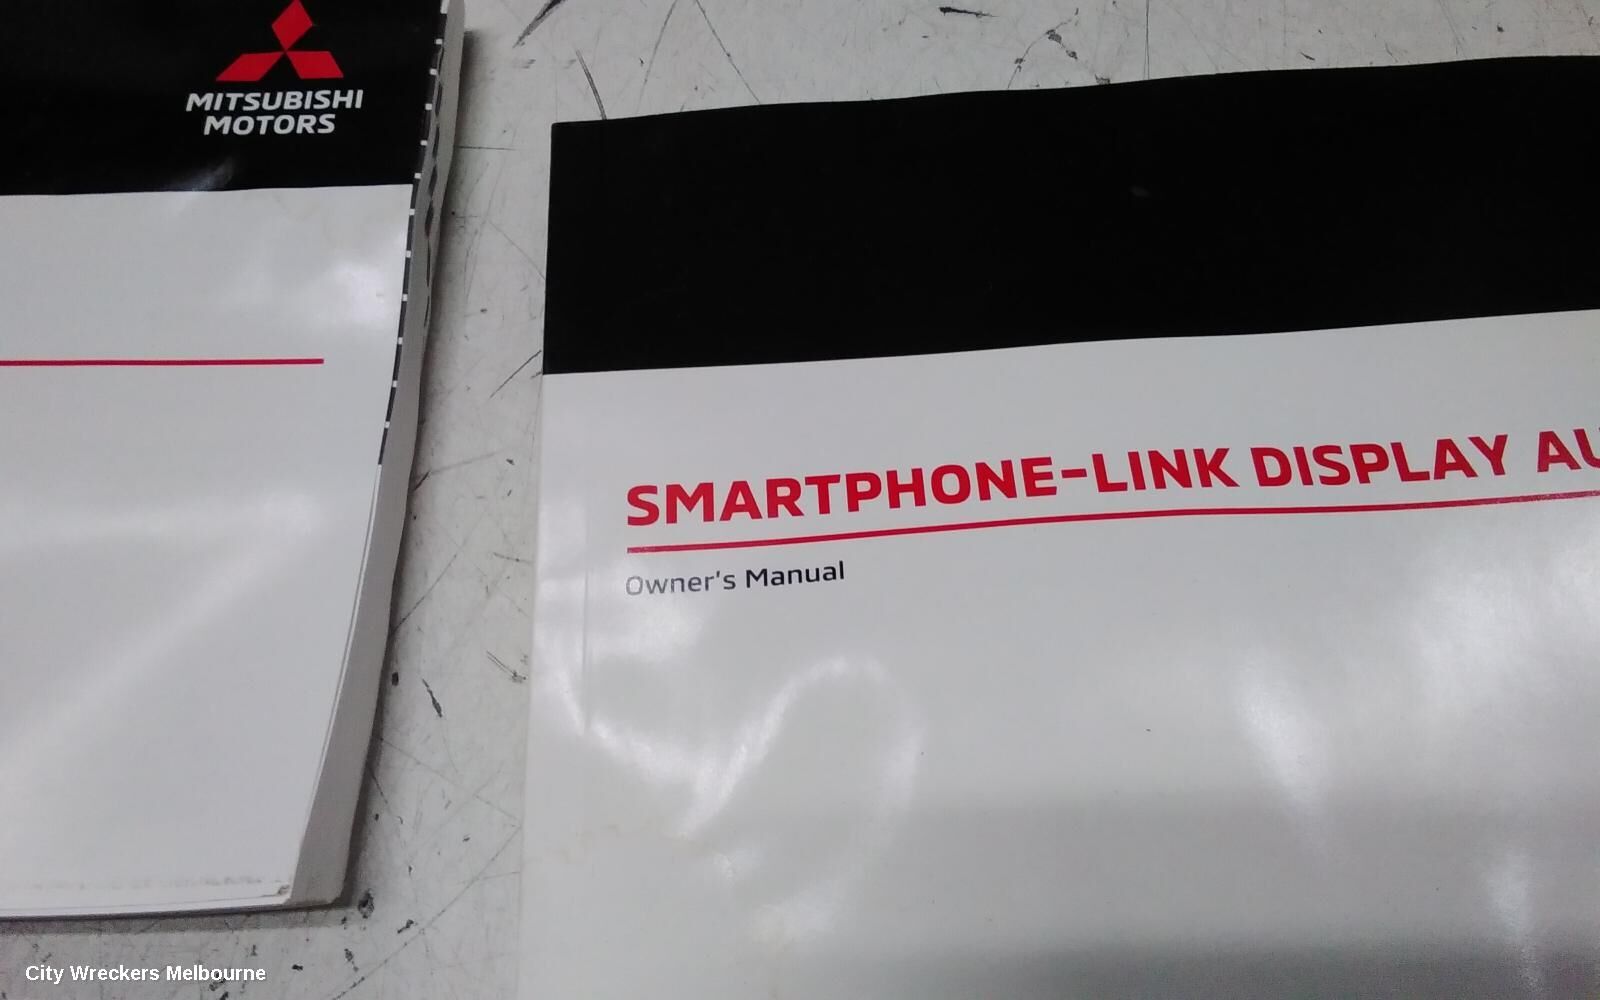 MITSUBISHI
MOTORS
SMARTPHONE-LINK DISPLAY AU
Owner's Manual
City Wreckers Melbourne